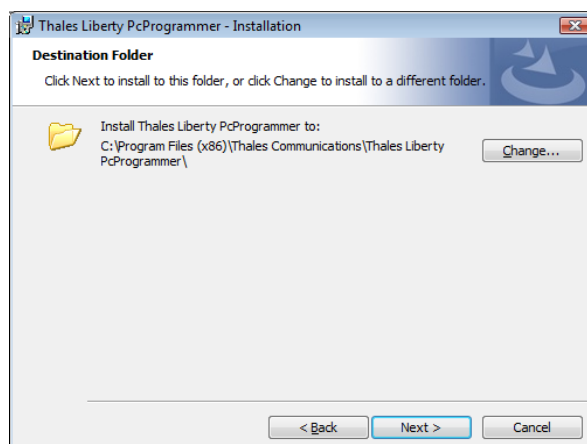 Thales Liberty PcProgrammer - Installation
Destination Folder
Click Next to install to this folder, or click Change to install to a different folder.
Install Thales Liberty PcProgrammer to:
C:\Program Files (x86)\Thales Communications\Thales Liberty
PcProgrammer\
Change...
< Back
Next >
Cancel